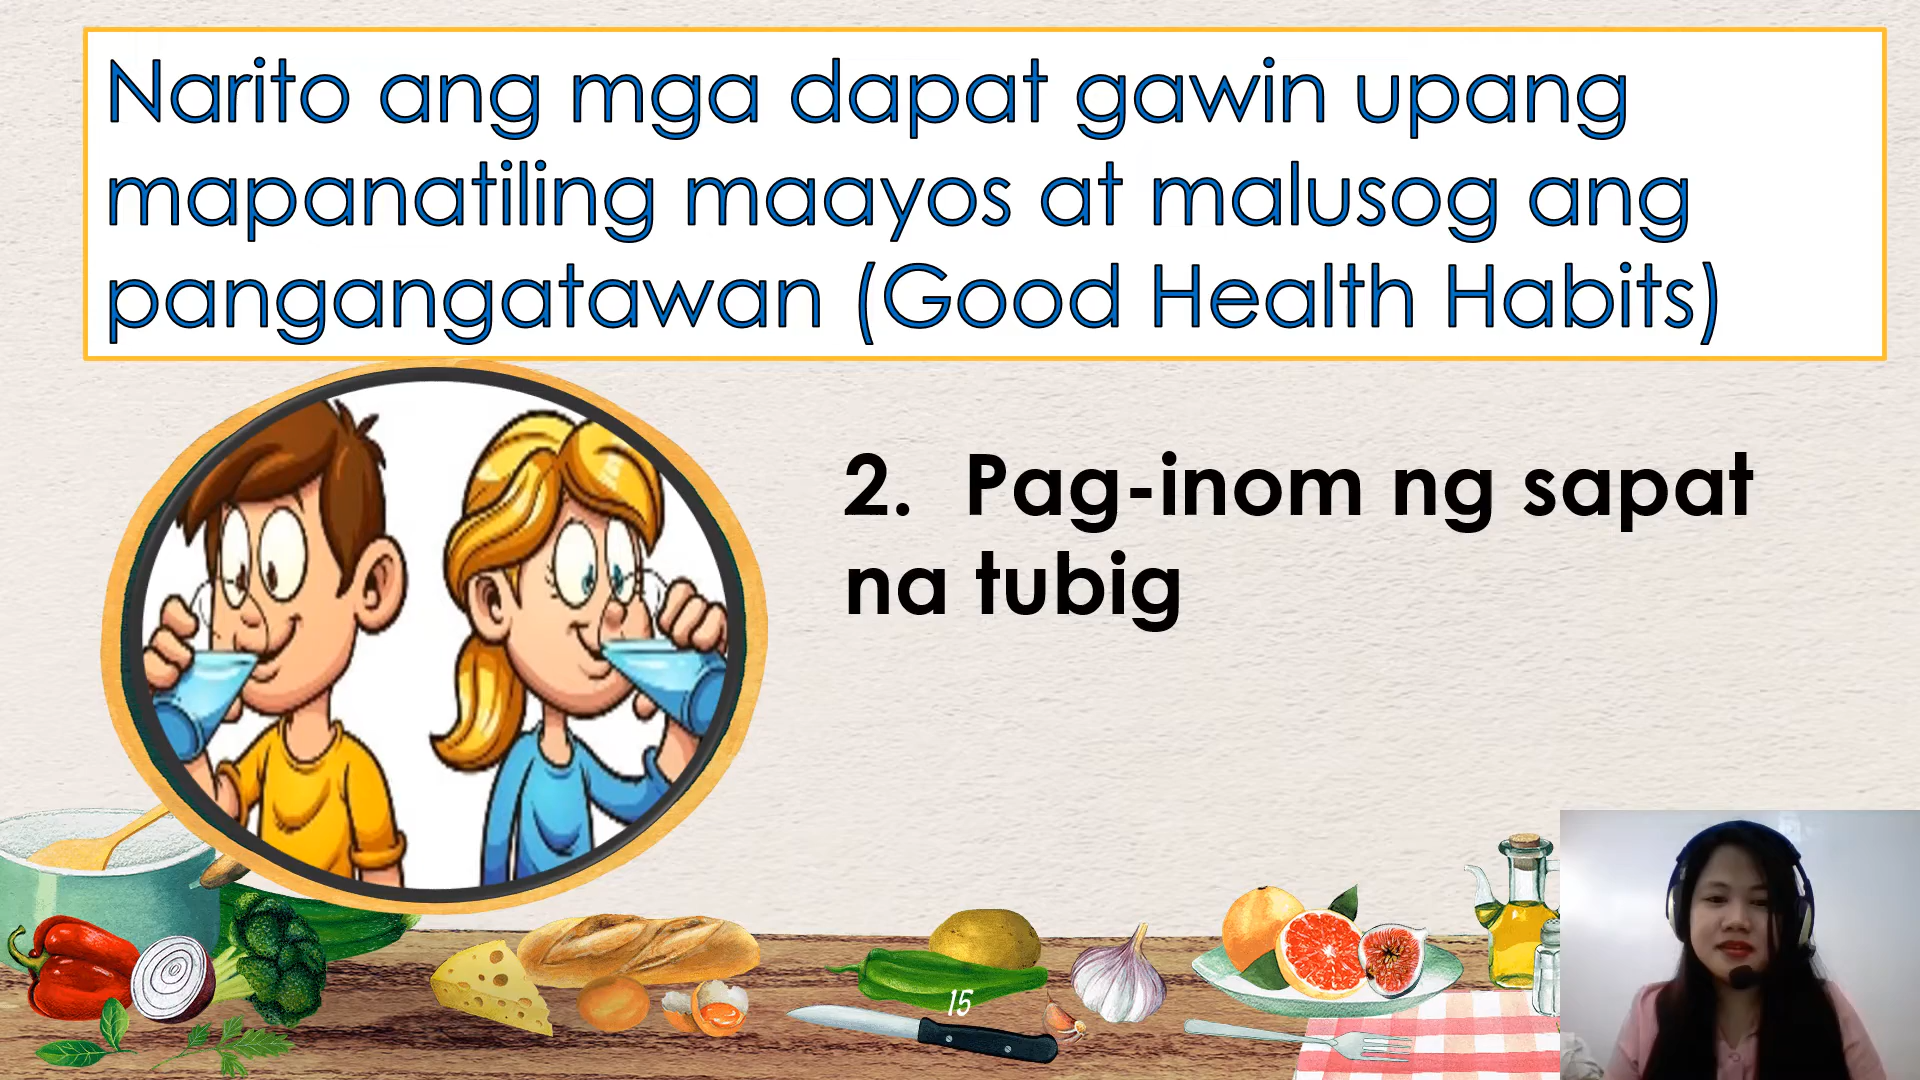 Narito ang mga dapat gawin upang
mapanatiling maayos at malusog ang
pangangatawan (Good Health Habits)
2. Pag-inom ng sapat
na tubig
15